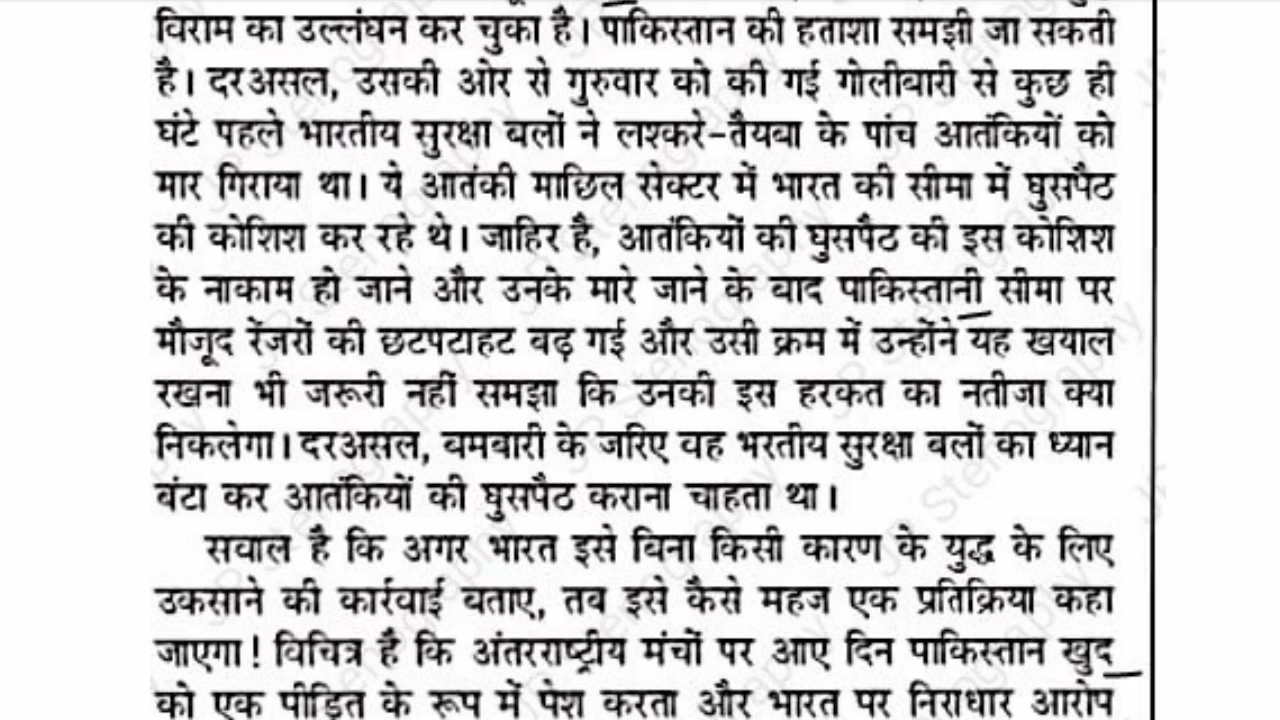 विराम का उल्लंघन कर चुका है। पाकिस्तान की हताशा समझी जा सकती
है। दरअसल, उसकी ओर से गुरुवार को की गई गोलीबारी से कुछ ही
घंटे पहले भारतीय सुरक्षा बलों ने लश्करे-तैयबा के पांच आतंकियों को
मार गिराया था। ये आतंकी माछिल सेक्टर में भारत की सीमा में घुसपैठ
की कोशिश कर रहे थे। जाहिर है, आतंकियों की घुसपैठ की इस कोशिश
के नाकाम हो जाने और उनके मारे जाने के बाद पाकिस्तानी सीमा पर
मौजूद रेंजरों की छटपटाहट बढ़ गई और उसी क्रम में उन्होंने यह खयाल
रखना भी जरूरी नहीं समझा कि उनकी इस हरकत का नतीजा क्या
निकलेगा। दरअसल, बमबारी के जरिए वह भरतीय सुरक्षा बलों का ध्यान
बंटा कर आतंकियों की घुसपैठ कराना चाहता था।
सवाल है कि अगर भारत इसे बिना किसी कारण के युद्ध के लिए
उकसाने की कार्रवाई बताए, तब इसे कैसे महज एक प्रतिक्रिया कहा
जाएगा! विचित्र है कि अंतरराष्ट्रीय मंचों पर आए दिन पाकिस्तान खुद
को एक पीड़ित के रूप में पेश करता और भारत पर निराधार आरोप